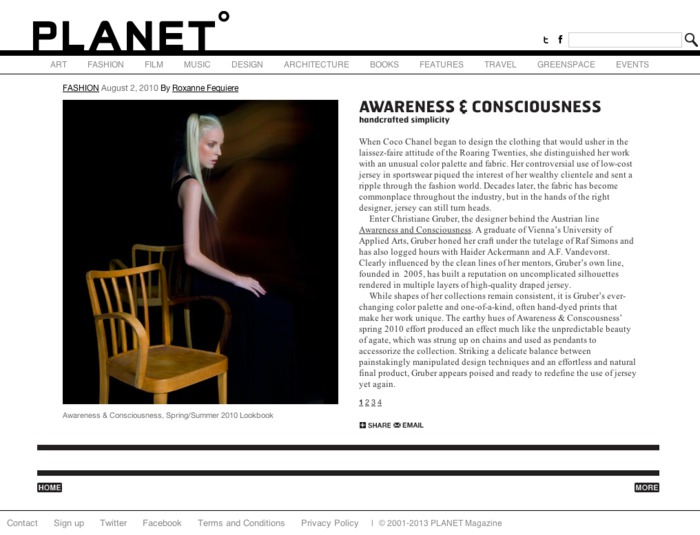 PLANET°
ART FASHION FILM MUSIC DESIGN ARCHITECTURE BOOKS FEATURES TRAVEL GREENSPACE EVENTS
FASHION August 2, 2010 By Roxanne Fequiere
AWARENESS & CONSCIOUSNESS
handcrafted simplicity
When Coco Chanel began to design the clothing that would usher in the
laissez-faire attitude of the Roaring Twenties, she distinguished her work
with an unusual color palette and fabric. Her controversial use of low-cost
jersey in sportswear piqued the interest of her wealthy clientele and sent a
ripple through the fashion world. Decades later, the fabric has become
commonplace throughout the industry, but in the hands of the right
designer, jersey can still turn heads.
Enter Christiane Gruber, the designer behind the Austrian line
Awareness and Consciousness. A graduate of Vienna's University of
Applied Arts, Gruber honed her craft under the tutelage of Raf Simons and
has also logged hours with Haider Ackermann and A.F. Vandevorst.
Clearly influenced by the clean lines of her mentors, Gruber's own line,
founded in 2005, has built a reputation on uncomplicated silhouettes
rendered in multiple layers of high-quality draped jersey.
While shapes of her collections remain consistent, it is Gruber's ever-
changing color palette and one-of-a-kind, often hand-dyed prints that
make her work unique. The earthy hues of Awareness & Conscousness'
spring 2010 effort produced an effect much like the unpredictable beauty
of agate, which was strung up on chains and used as pendants to
accessorize the collection. Striking a delicate balance between
painstakingly manipulated design techniques and an effortless and natural
final product, Gruber appears poised and ready to redefine the use of jersey
yet again.
1 2 3 4
SHARE EMAIL
Awareness & Consciousness, Spring/Summer 2010 Lookbook
HOME MORE
Contact Sign up Twitter Facebook Terms and Conditions Privacy Policy | © 2001-2013 PLANET Magazine